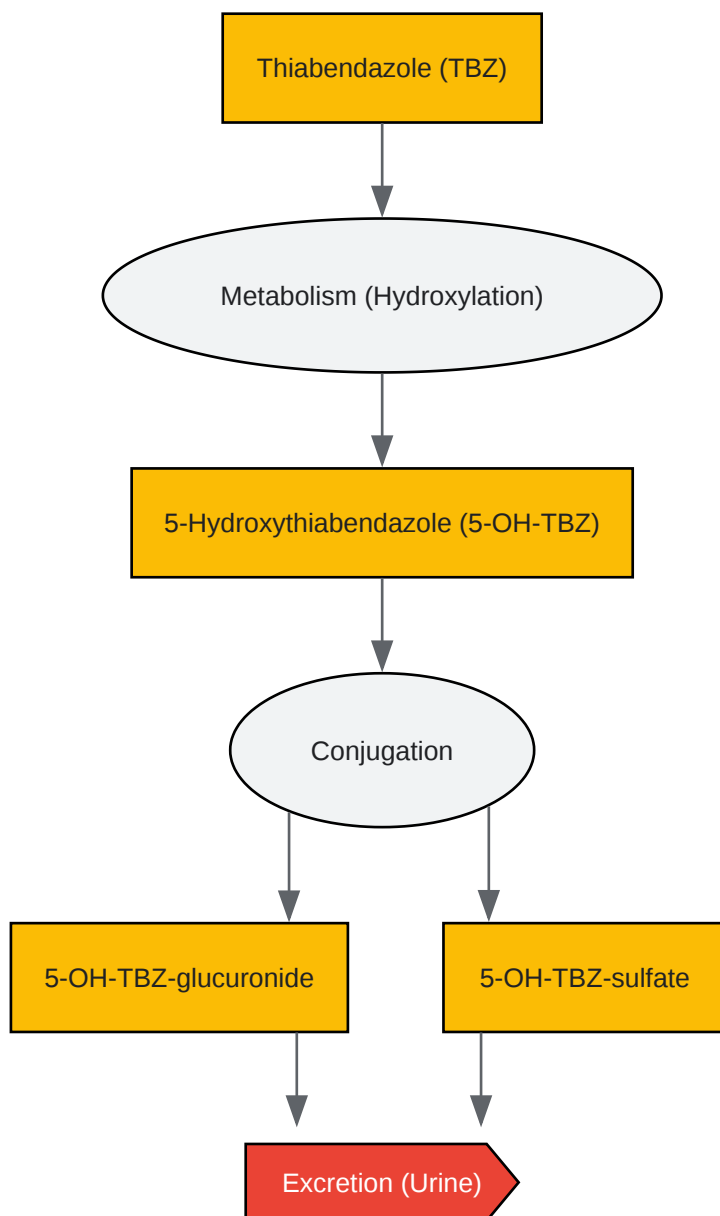 Thiabendazole (TBZ)
Metabolism (Hydroxylation)
5-Hydroxythiabendazole (5-OH-TBZ)
Conjugation
5-OH-TBZ-glucuronide
5-OH-TBZ-sulfate
Excretion (Urine)